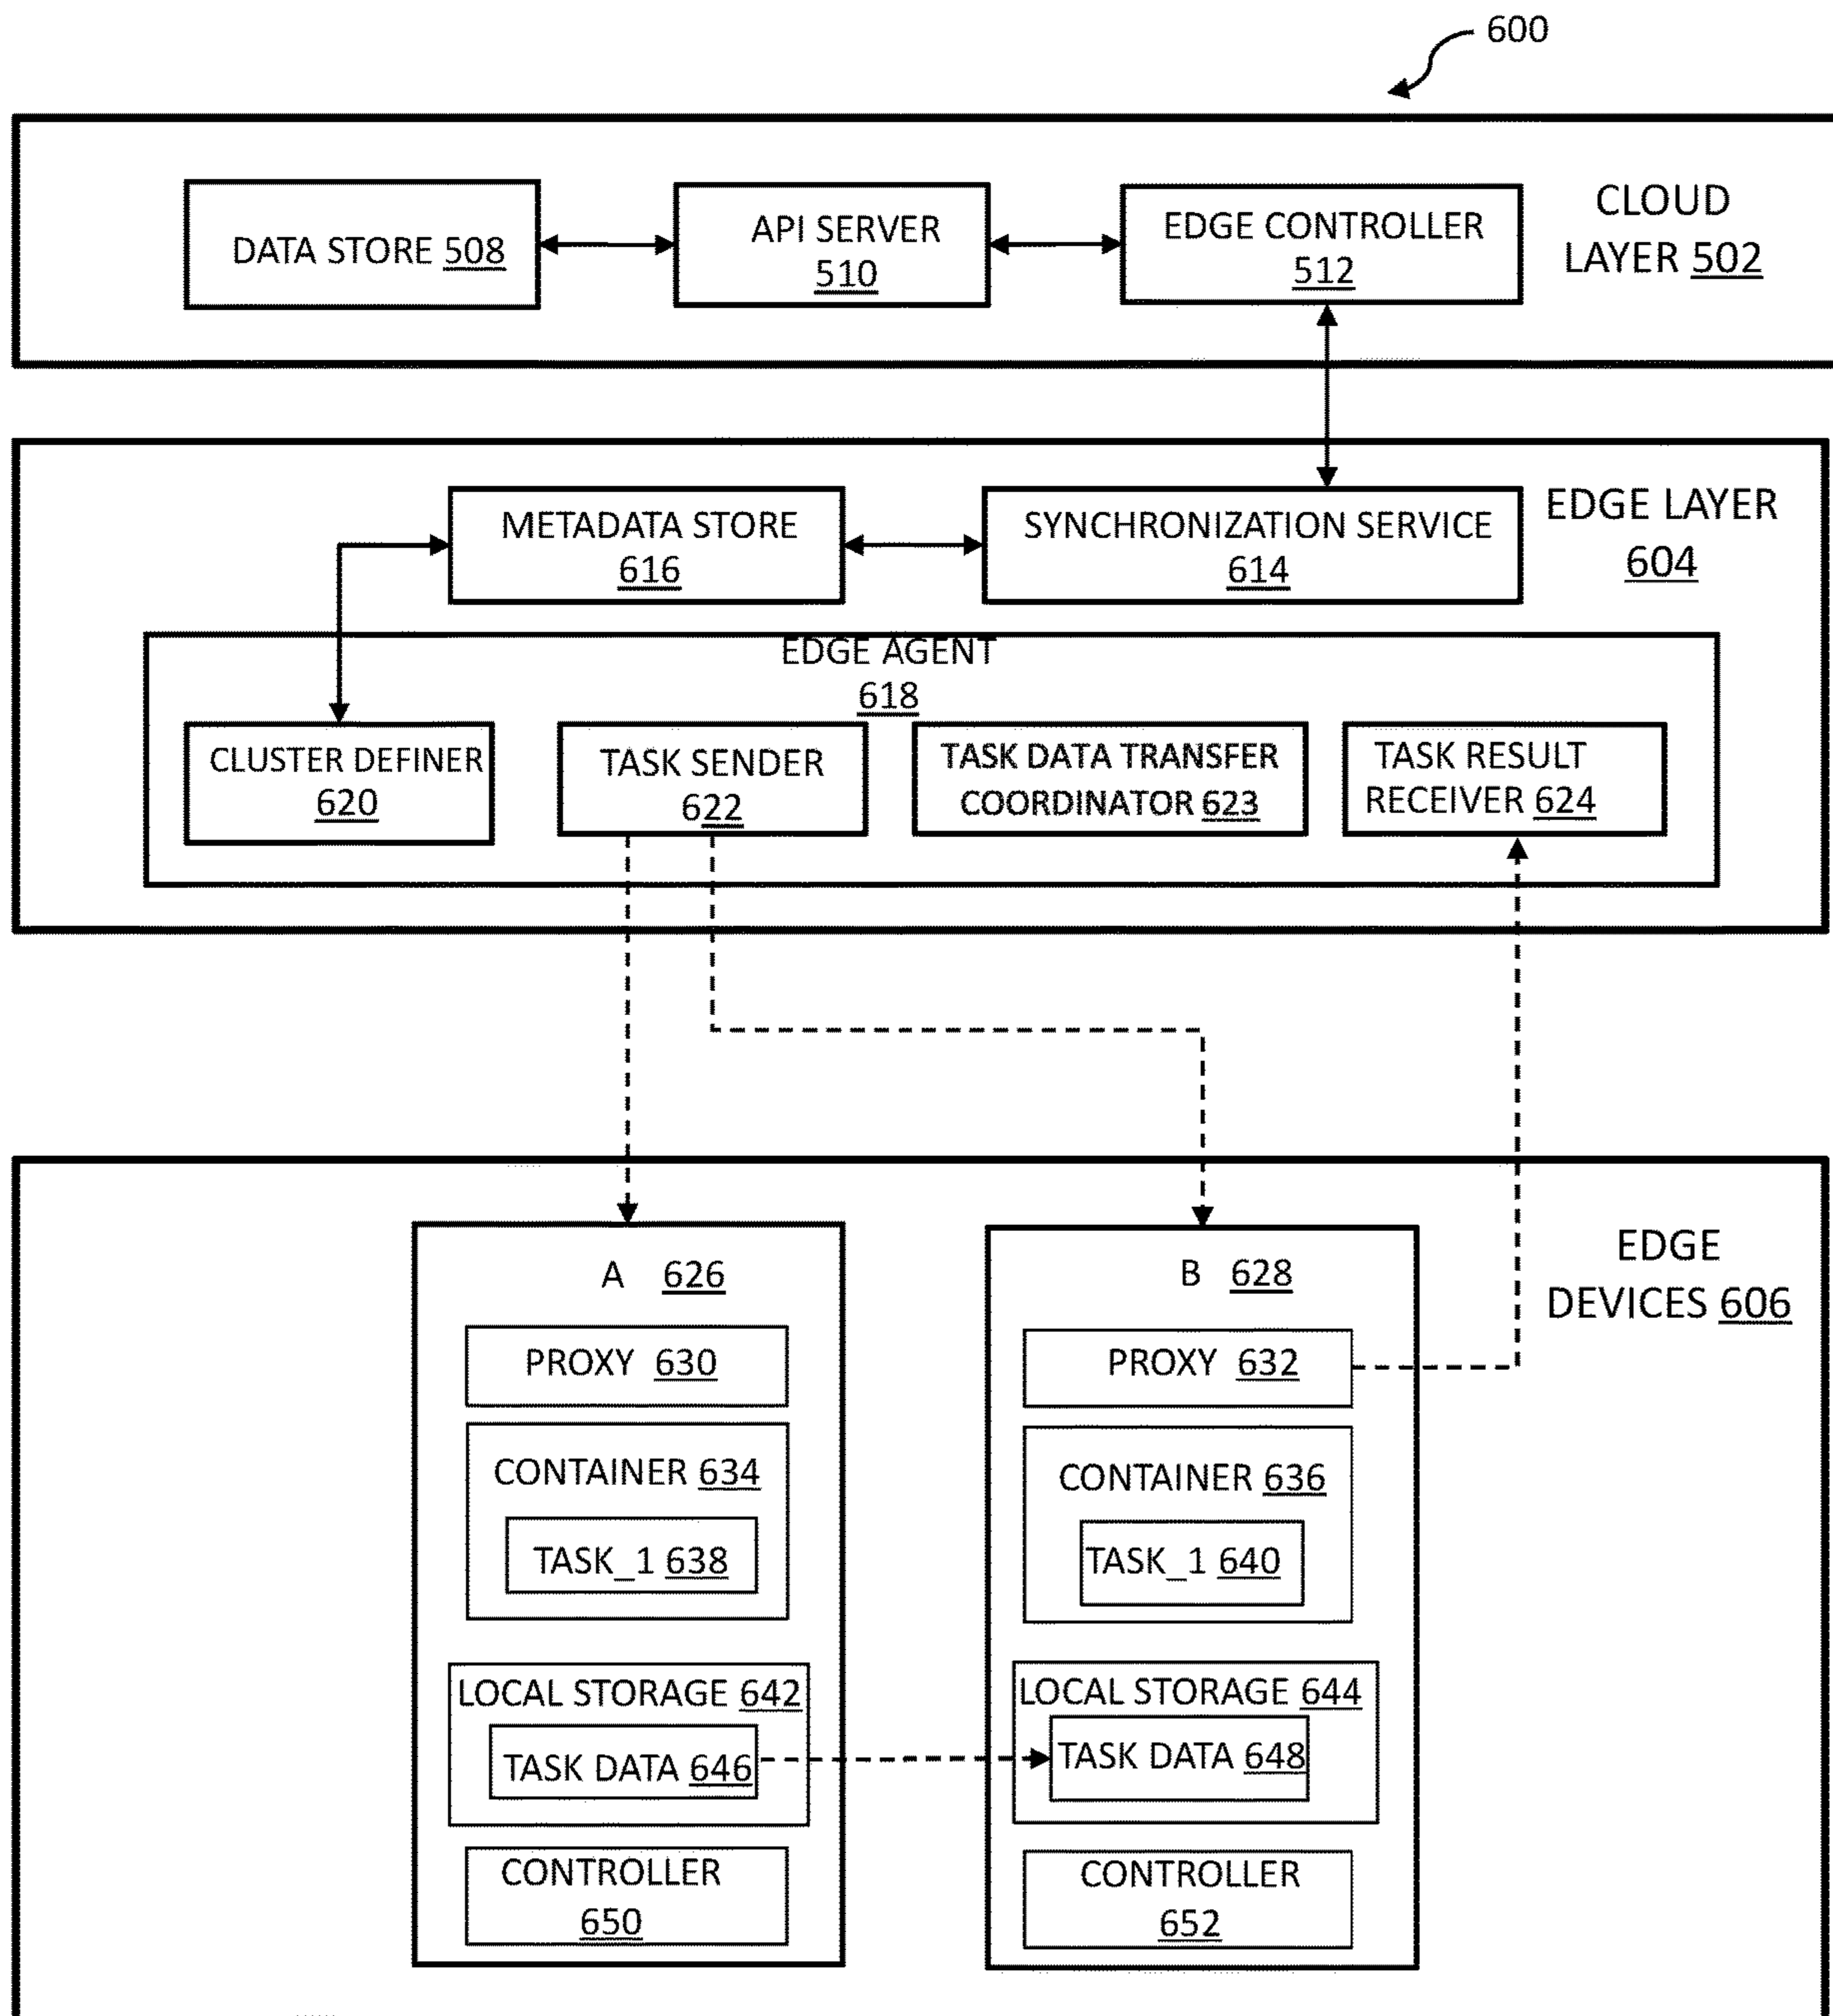 600
DATA STORE 508
API SERVER
510
EDGE CONTROLLER
512
CLOUD
LAYER 502
METADATA STORE
616
SYNCHRONIZATION SERVICE
614
EDGE LAYER
604
EDGE AGENT
618
CLUSTER DEFINER
620
TASK SENDER
622
TASK DATA TRANSFER
COORDINATOR 623
TASK RESULT
RECEIVER 624
EDGE
DEVICES 606
A 626
PROXY 630
CONTAINER 634
TASK_1 638
LOCAL STORAGE 642
TASK DATA 646
CONTROLLER
650
B 628
PROXY 632
CONTAINER 636
TASK_1 640
LOCAL STORAGE 644
TASK DATA 648
CONTROLLER
652